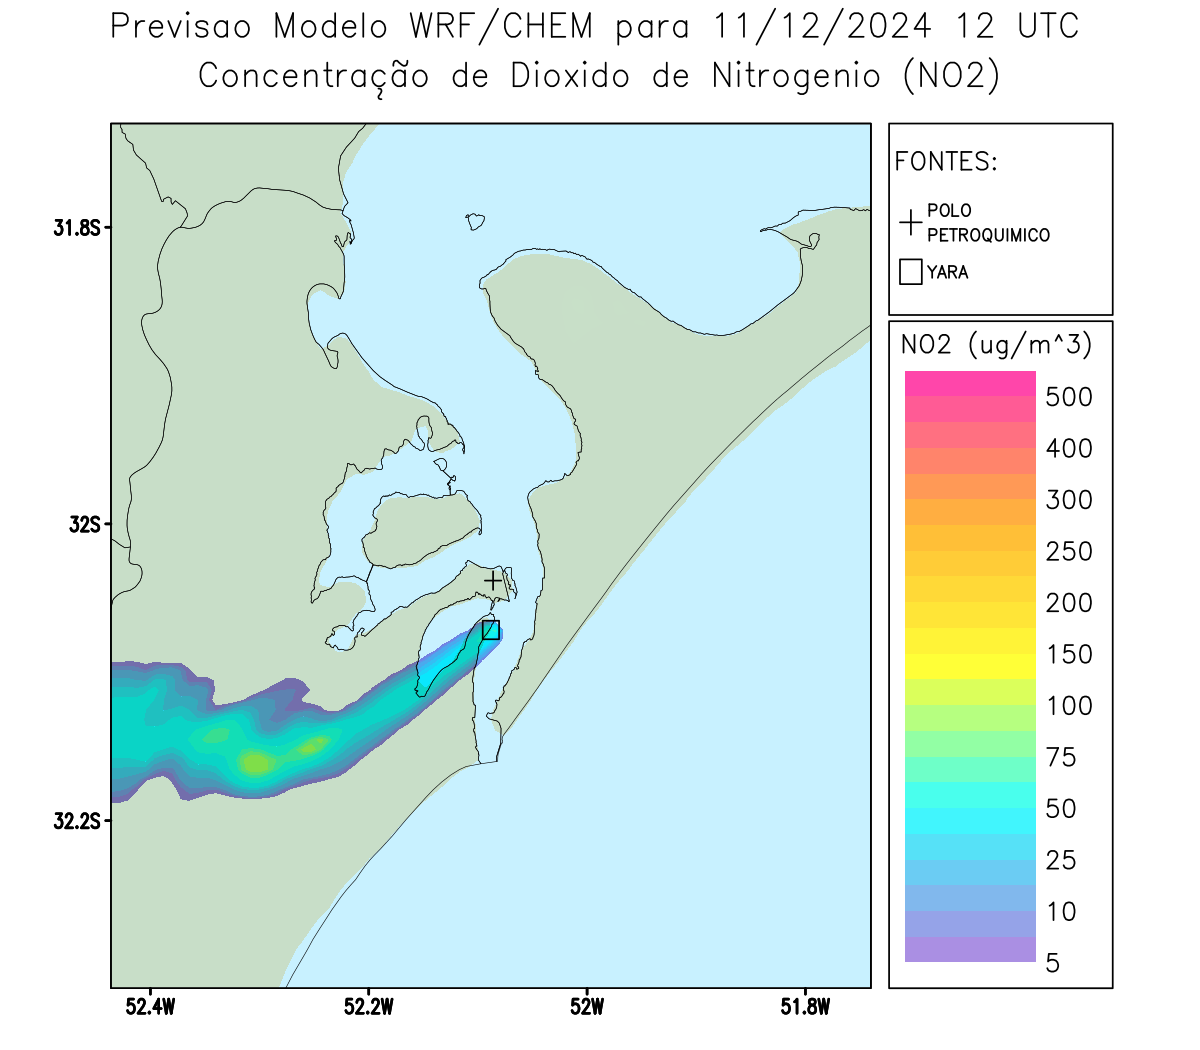 Previsao Modelo WRF/CHEM para 11/12/2024 12 UTC
Concentração de Dioxido de Nitrogenio (NO2)
FONTES:
POLO
PETROQUIMICO
YARA
NO2 (ug/m^3)
500
400
300
250
200
150
100
75
50
25
10
5
31.8S
32S
32.2S
52.4W
52.2W
52W
51.8W